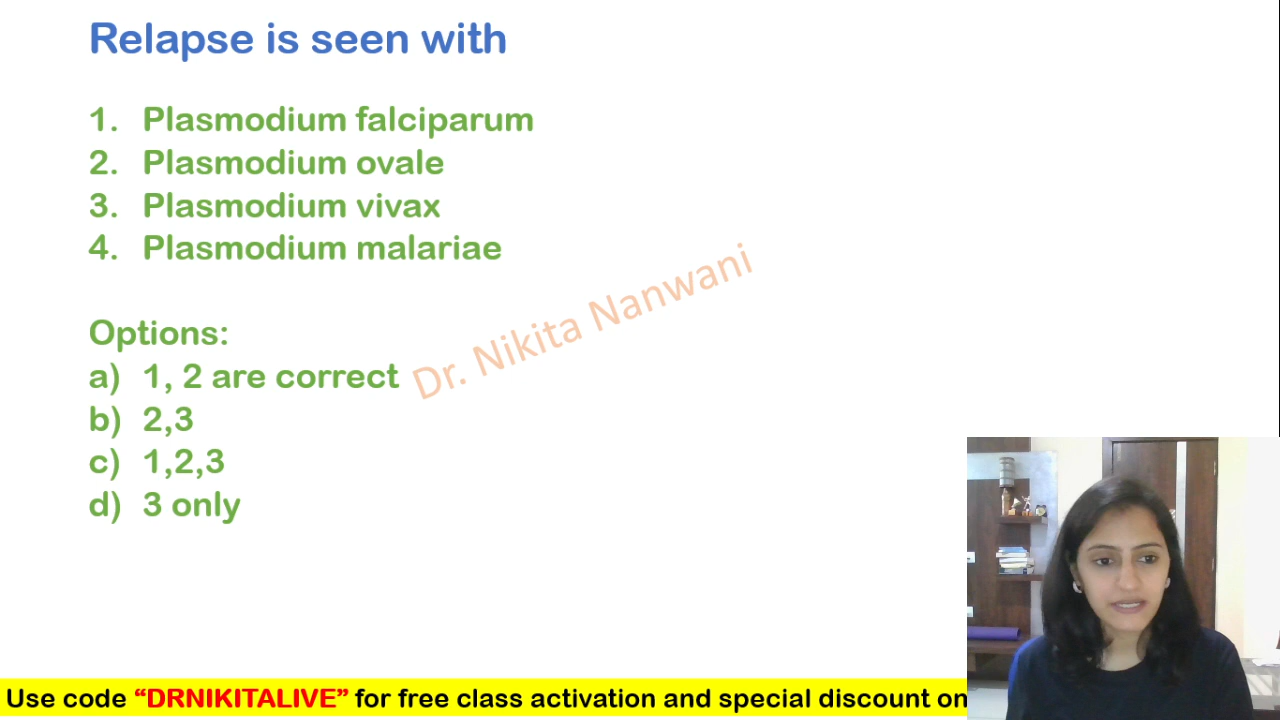 Relapse is seen with
1. Plasmodium falciparum
2. Plasmodium ovale
3. Plasmodium vivax
4. Plasmodium malariae
Dr. Nikita Nanwani
Options:
a) 1, 2 are correct
b) 2,3
c) 1,2,3
d) 3 only
Use code “DRNIKITALIVE” for free class activation and special discount on